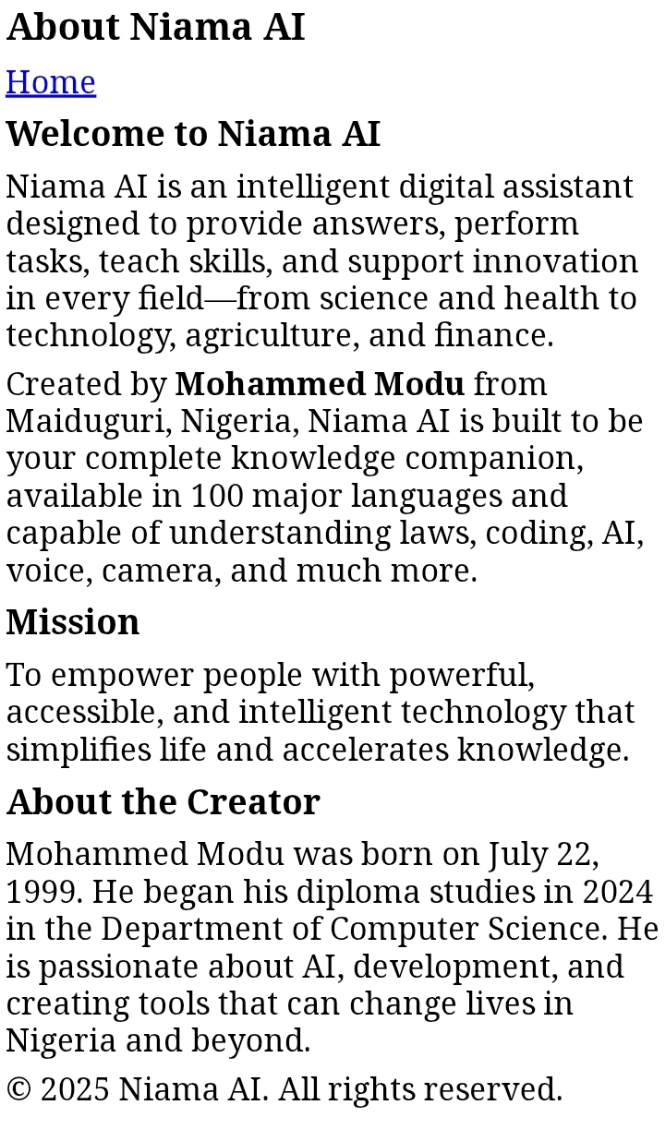 About Niama AI
Home
Welcome to Niama AI
Niama AI is an intelligent digital assistant
designed to provide answers, perform
tasks, teach skills, and support innovation
in every field—from science and health to
technology, agriculture, and finance.
Created by Mohammed Modu from
Maiduguri, Nigeria, Niama AI is built to be
your complete knowledge companion,
available in 100 major languages and
capable of understanding laws, coding, AI,
voice, camera, and much more.
Mission
To empower people with powerful,
accessible, and intelligent technology that
simplifies life and accelerates knowledge.
About the Creator
Mohammed Modu was born on July 22,
1999. He began his diploma studies in 2024
in the Department of Computer Science. He
is passionate about AI, development, and
creating tools that can change lives in
Nigeria and beyond.
© 2025 Niama AI. All rights reserved.